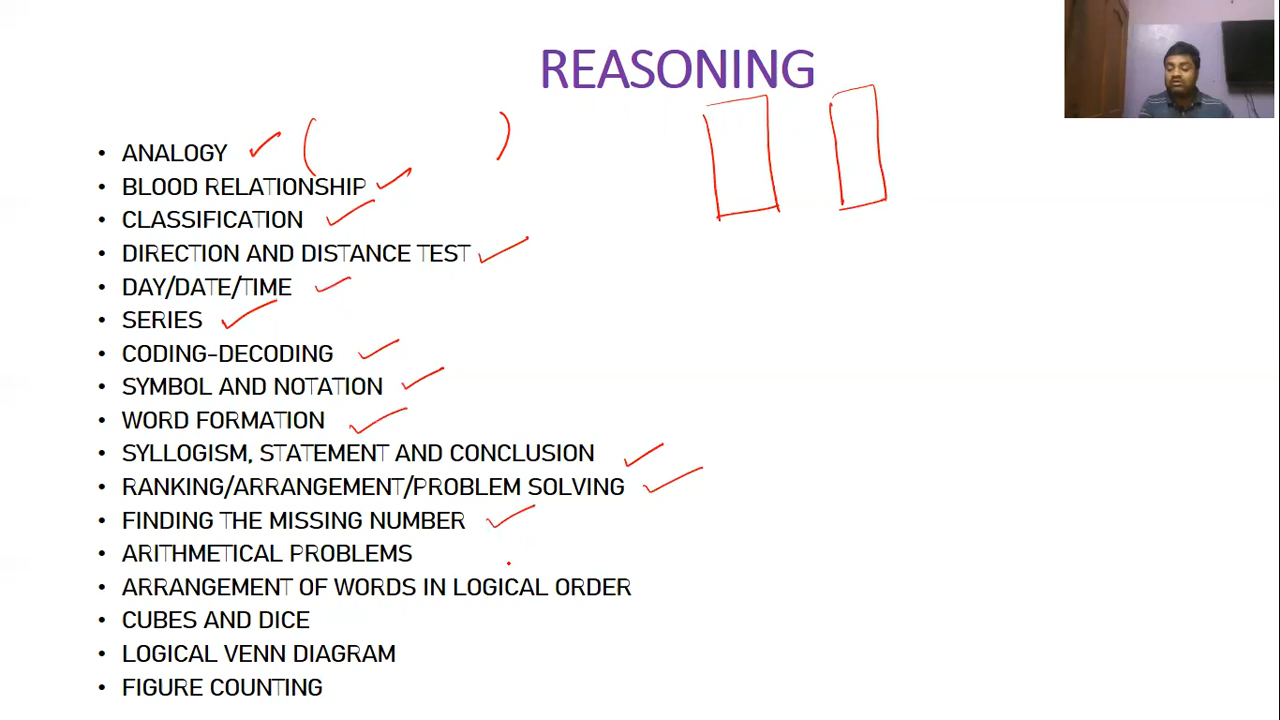 REASONING
• ANALOGY
• BLOOD RELATIONSHIP
• CLASSIFICATION
• DIRECTION AND DISTANCE TEST
• DAY/DATE/TIME
• SERIES
• CODING-DECODING
• SYMBOL AND NOTATION
• WORD FORMATION
• SYLLOGISM, STATEMENT AND CONCLUSION
• RANKING/ARRANGEMENT/PROBLEM SOLVING
• FINDING THE MISSING NUMBER
• ARITHMETICAL PROBLEMS
• ARRANGEMENT OF WORDS IN LOGICAL ORDER
• CUBES AND DICE
• LOGICAL VENN DIAGRAM
• FIGURE COUNTING